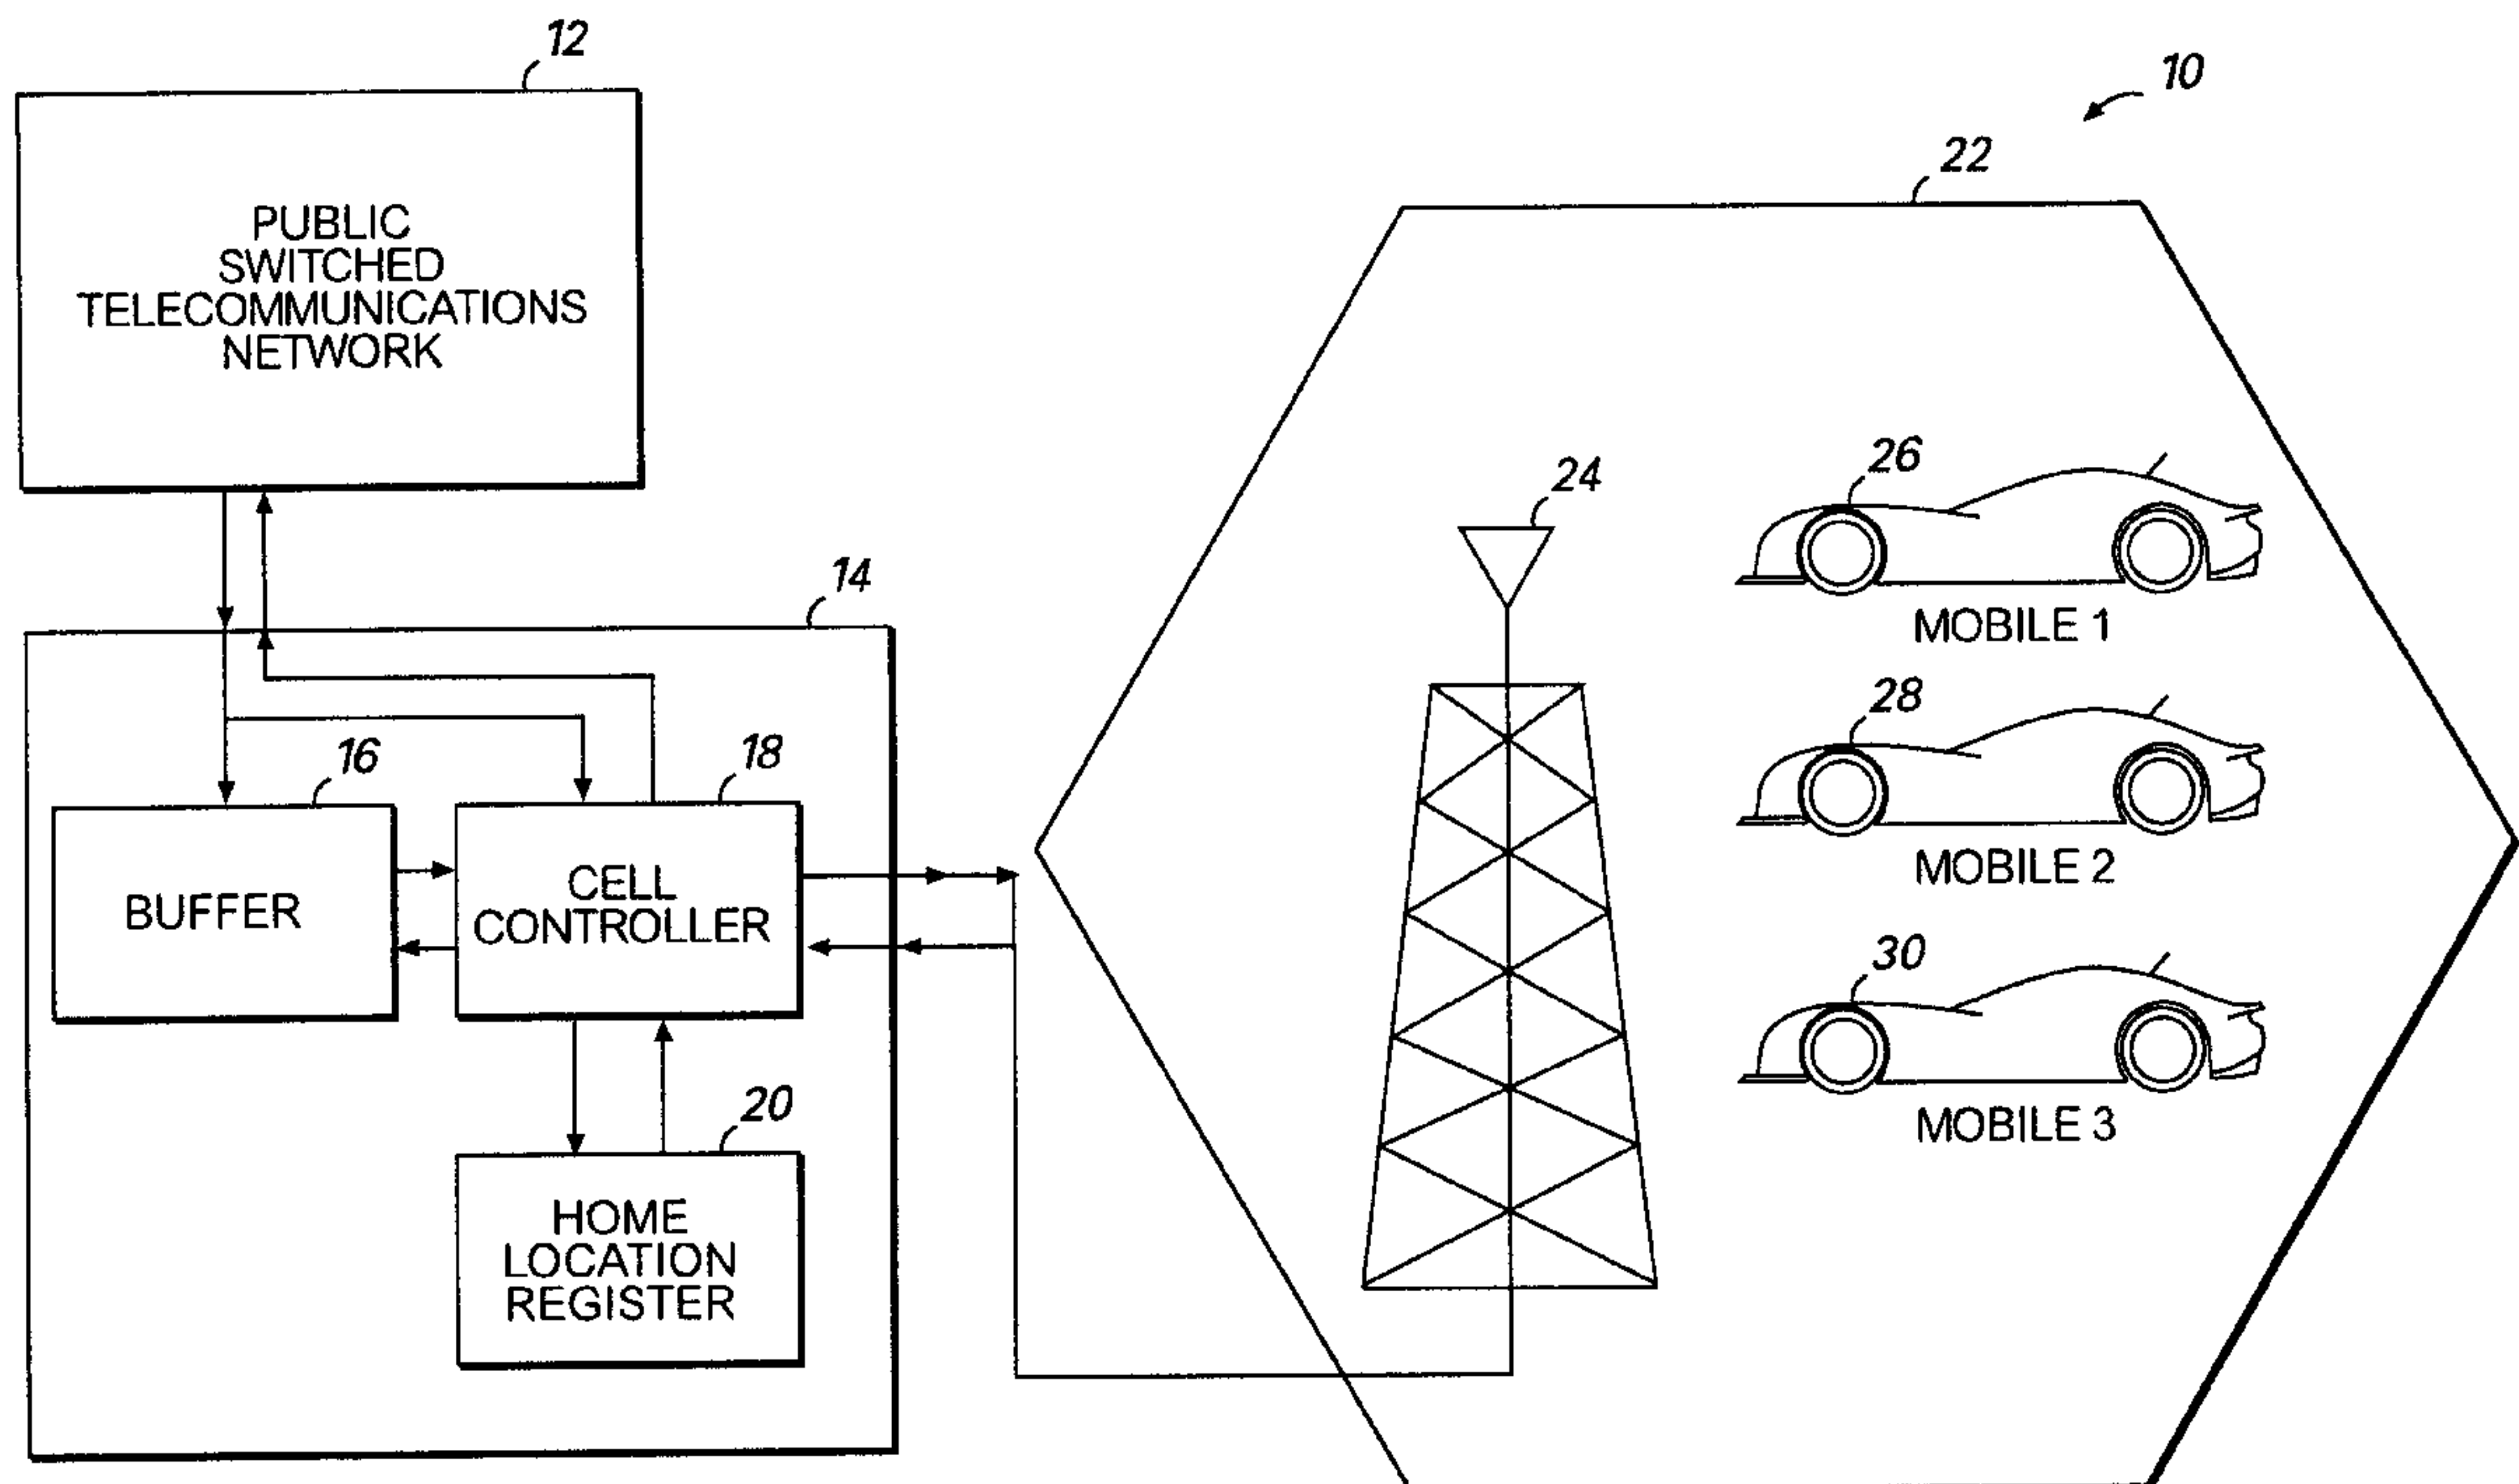 12
10
22
PUBLIC
SWITCHED
TELECOMMUNICATIONS
NETWORK
26
24
14
MOBILE 1
28
16
18
MOBILE 2
BUFFER
CELL
CONTROLLER
30
20
MOBILE 3
HOME
LOCATION
REGISTER